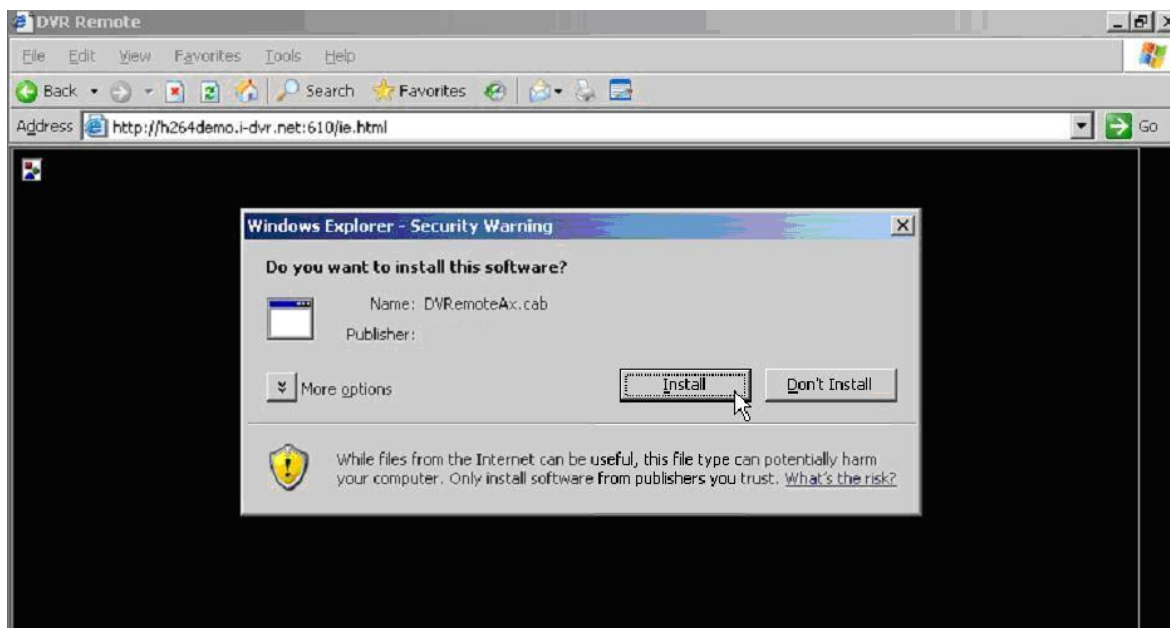 DVR Remote
File Edit View Favorites Tools Help
Back Search Favorites
Address http://h264demo.i-dvr.net:610/ie.html Go
Windows Explorer - Security Warning
Do you want to install this software?
Name: DVRemoteAx.cab
Publisher:
More options Install Don't Install
While files from the Internet can be useful, this file type can potentially harm
your computer. Only install software from publishers you trust. What's the risk?